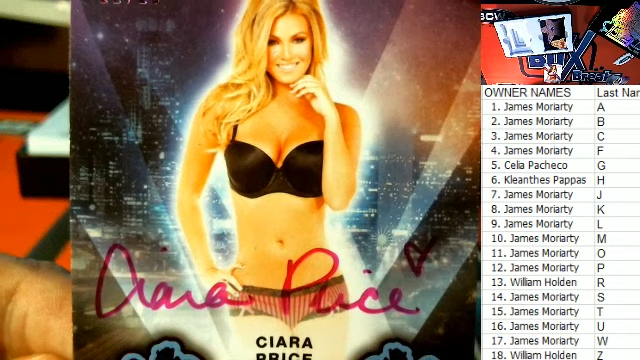 Ciara Price
CIARA
PRICE
BOX
Breaks
OWNER NAMES Last Nar
1. James Moriarty A
2. James Moriarty B
3. James Moriarty C
4. James Moriarty F
5. Celia Pacheco G
6. Kleanthes Pappas H
7. James Moriarty J
8. James Moriarty K
9. James Moriarty L
10. James Moriarty M
11. James Moriarty O
12. James Moriarty P
13. William Holden R
14. James Moriarty S
15. James Moriarty T
16. James Moriarty U
17. James Moriarty W
18. William Holden Z